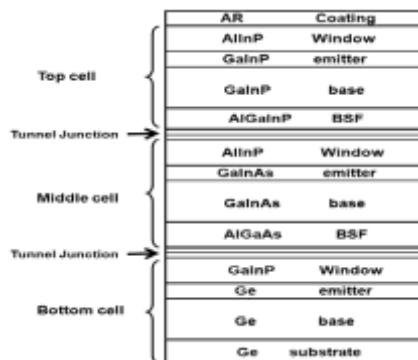 AR Coating
AlInP Window
GaInP emitter
Top cell
GaInP base
AlGaInP BSF
Tunnel Junction
AlInP Window
GaInAs emitter
Middle cell
GaInAs base
AlGaAs BSF
Tunnel Junction
GaInP Window
Ge emitter
Bottom cell
Ge base
Ge substrate